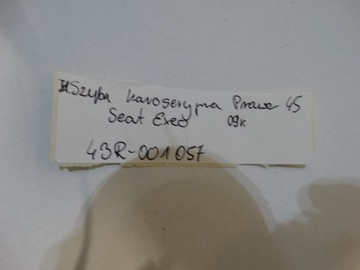 Szyba karoseryjna Prawa 45
Seat Exeo 09r.
43R-001057